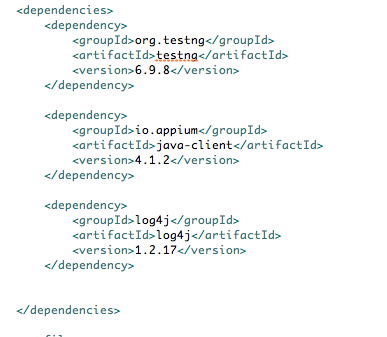 <dependencies>
<dependency>
<groupId>org.testng</groupId>
<artifactId>testng</artifactId>
<version>6.9.8</version>
</dependency>
<dependency>
<groupId>io.appium</groupId>
<artifactId>java-client</artifactId>
<version>4.1.2</version>
</dependency>
<dependency>
<groupId>log4j</groupId>
<artifactId>log4j</artifactId>
<version>1.2.17</version>
</dependency>
</dependencies>